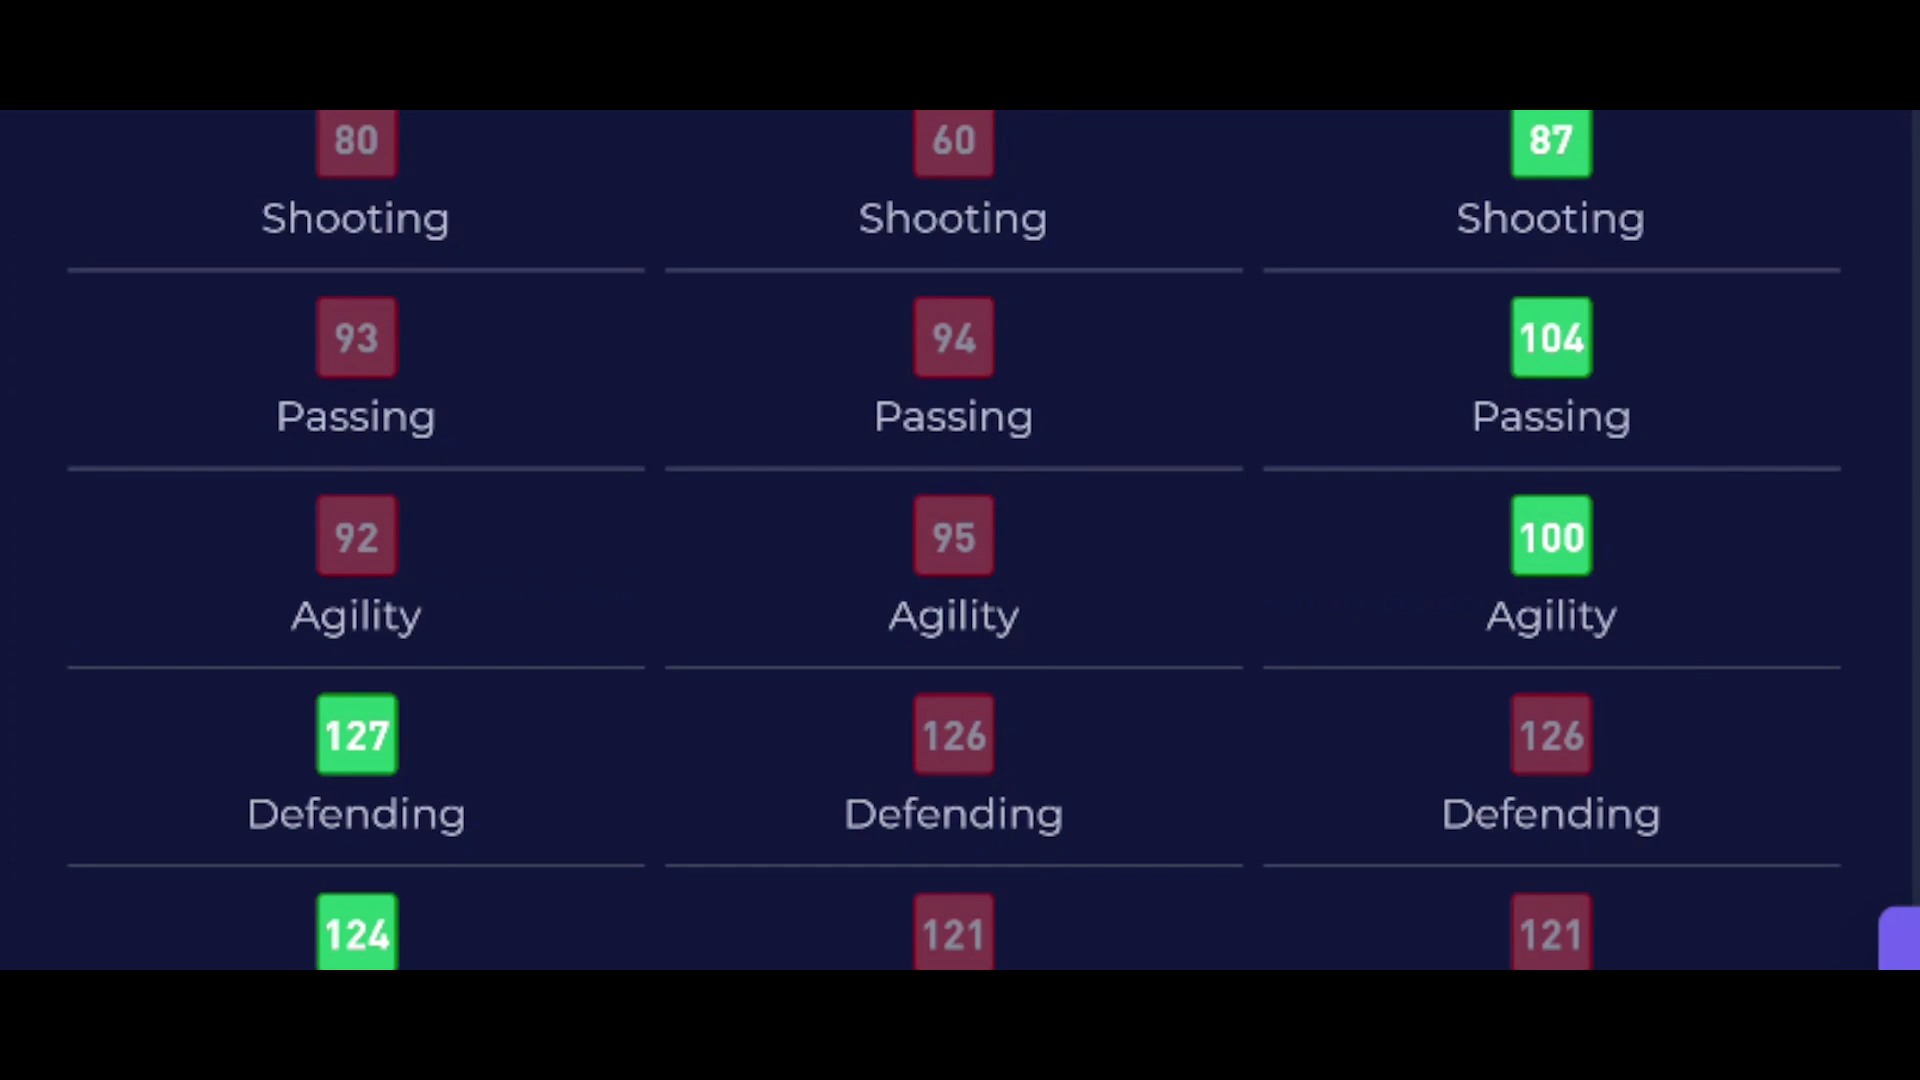 80 60 87
Shooting Shooting Shooting
93 94 104
Passing Passing Passing
92 95 100
Agility Agility Agility
127 126 126
Defending Defending Defending
124 121 121